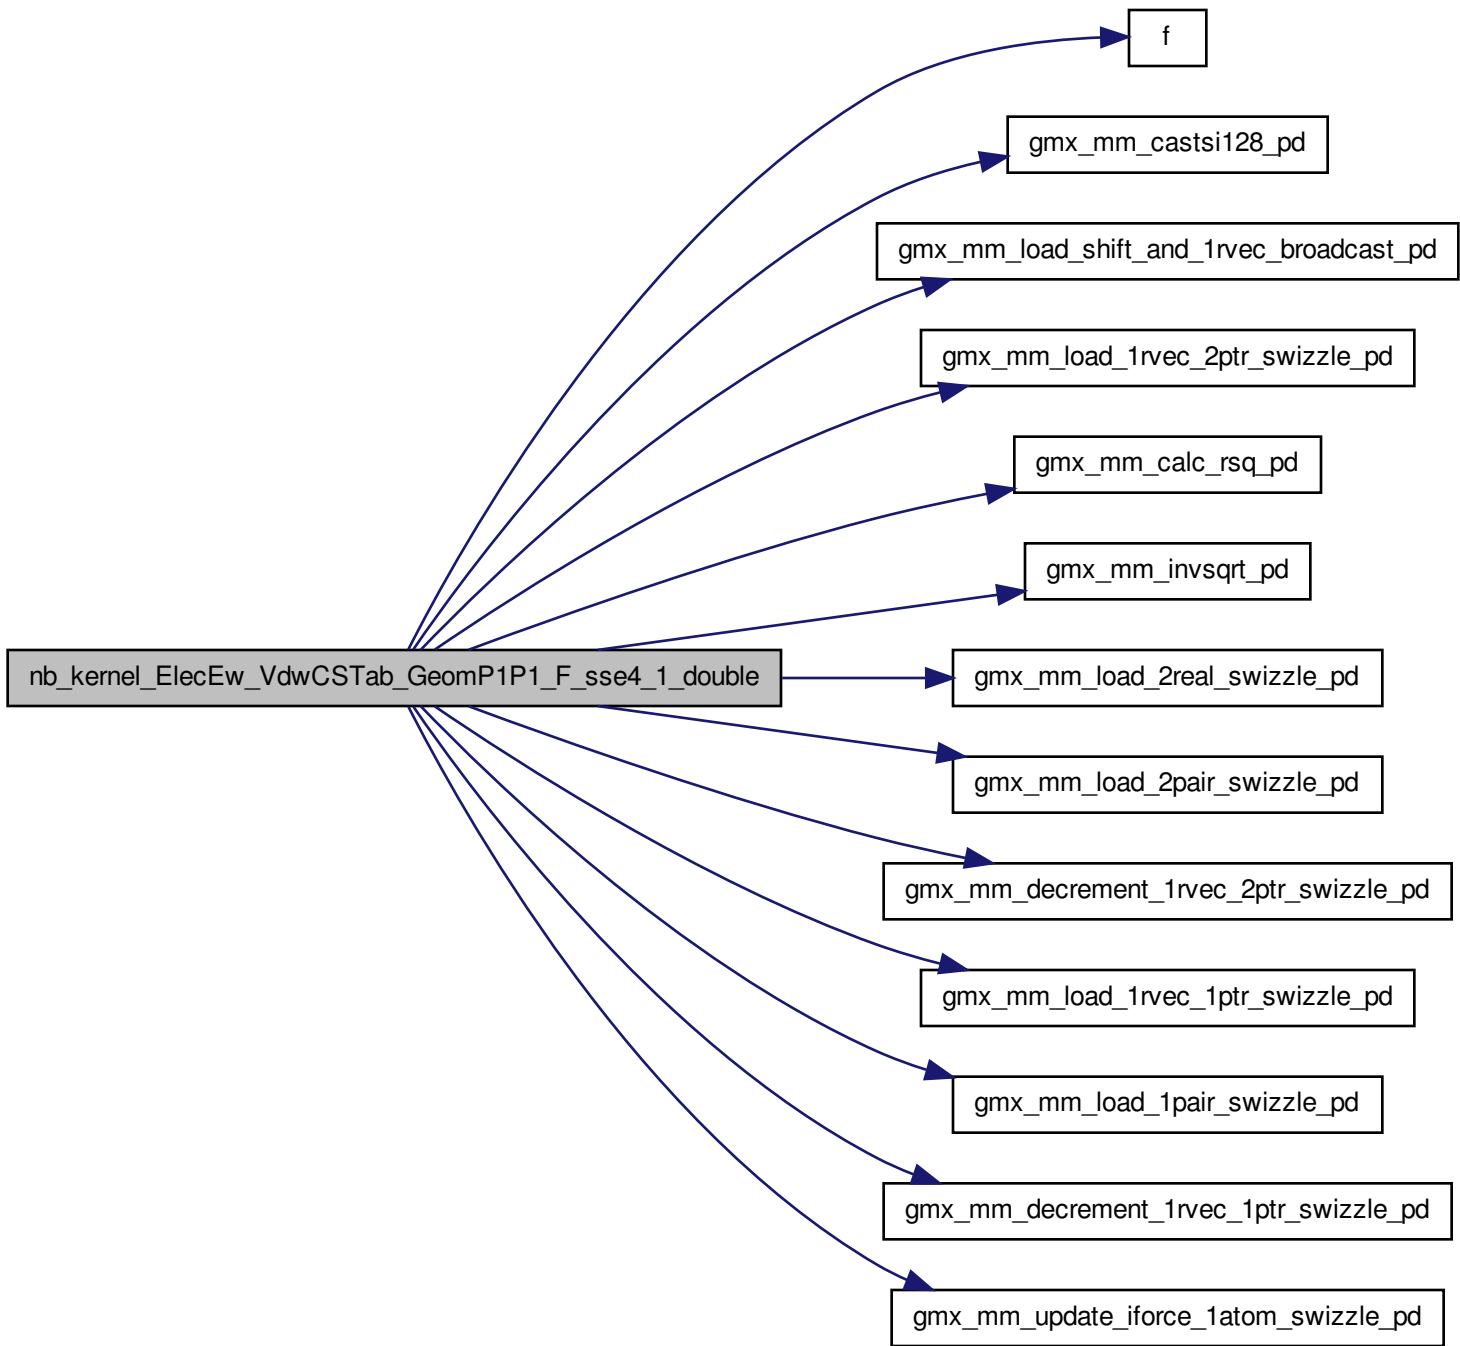 f
gmx_mm_castsi128_pd
gmx_mm_load_shift_and_1rvec_broadcast_pd
gmx_mm_load_1rvec_2ptr_swizzle_pd
gmx_mm_calc_rsq_pd
gmx_mm_invsqrt_pd
nb_kernel_ElecEw_VdwCSTab_GeomP1P1_F_sse4_1_double
gmx_mm_load_2real_swizzle_pd
gmx_mm_load_2pair_swizzle_pd
gmx_mm_decrement_1rvec_2ptr_swizzle_pd
gmx_mm_load_1rvec_1ptr_swizzle_pd
gmx_mm_load_1pair_swizzle_pd
gmx_mm_decrement_1rvec_1ptr_swizzle_pd
gmx_mm_update_iforce_1atom_swizzle_pd